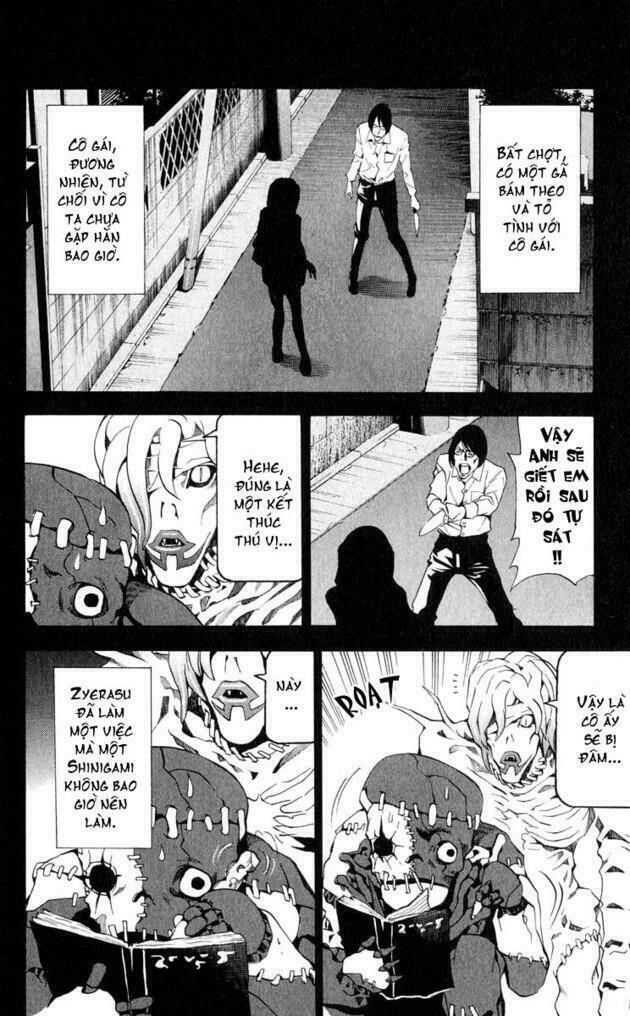 BẤT CHỢT,
CÓ MỘT GÃ
BÁM THEO
VÀ TỎ
TÌNH VỚI
CÔ GÁI.
CÔ GÁI,
ĐƯƠNG
NHIÊN, TỪ
CHỐI VÌ CÔ
TA CHƯA
GẶP HẮN
BAO GIỜ.
VẬY
ANH SẼ
GIẾT EM
RỒI SAU
ĐÓ TỰ
SÁT
!!
HEHE,
ĐÚNG LÀ
MỘT KẾT
THÚC
THÚ VỊ...
VẬY LÀ
CÔ ẤY
SẼ BỊ
ĐÂM...
ROẠT
NÀY
...
ZYERASU
ĐÃ LÀM
MỘT VIỆC
MÀ MỘT
SHINIGAMI
KHÔNG BAO
GIỜ NÊN
LÀM.